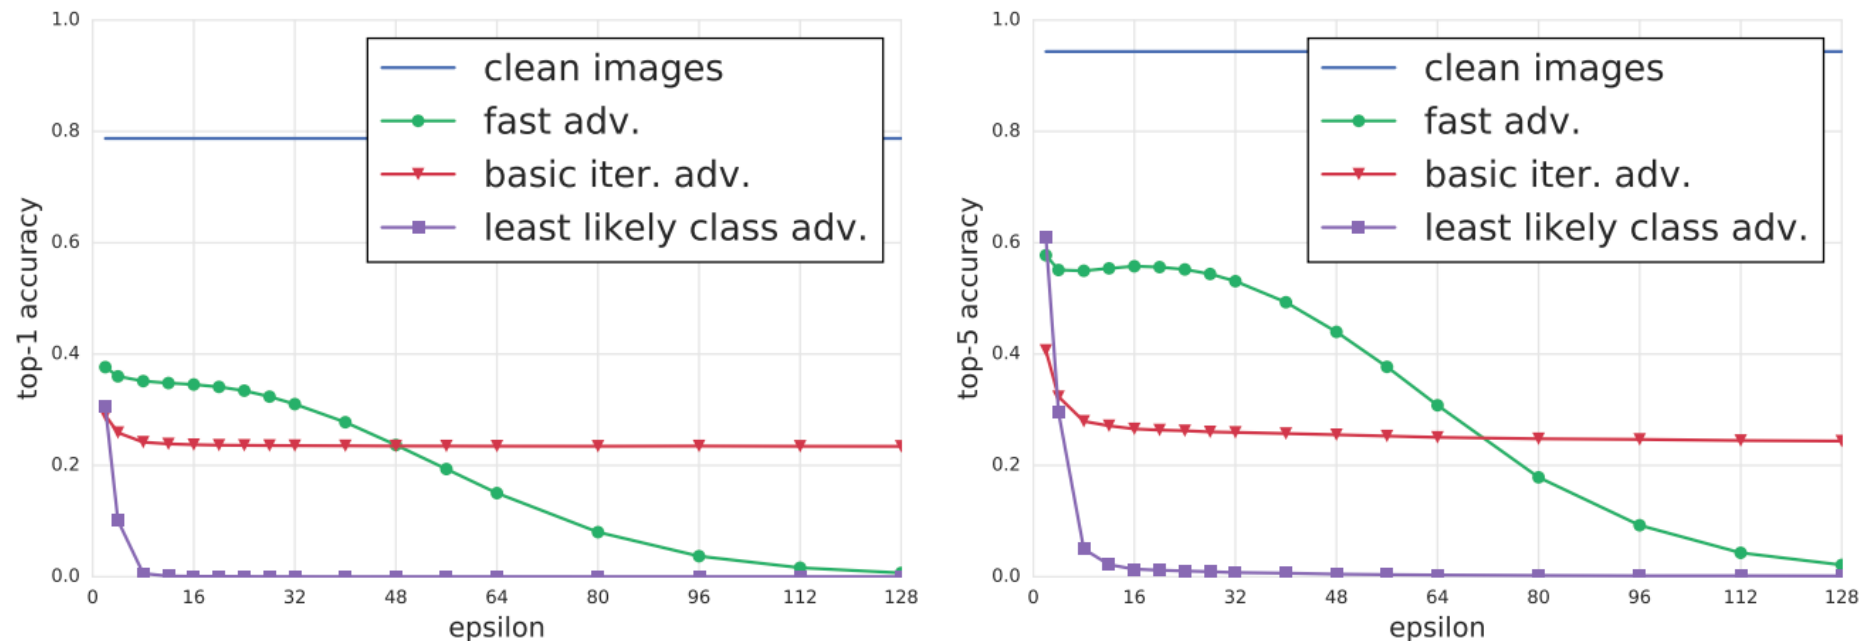 1.0
0.8
0.6
0.4
0.2
0.0
top-1 accuracy
clean images
fast adv.
basic iter. adv.
least likely class adv.
0 16 32 48 64 80 96 112 128
epsilon
1.0
0.8
0.6
0.4
0.2
0.0
top-5 accuracy
clean images
fast adv.
basic iter. adv.
least likely class adv.
0 16 32 48 64 80 96 112 128
epsilon